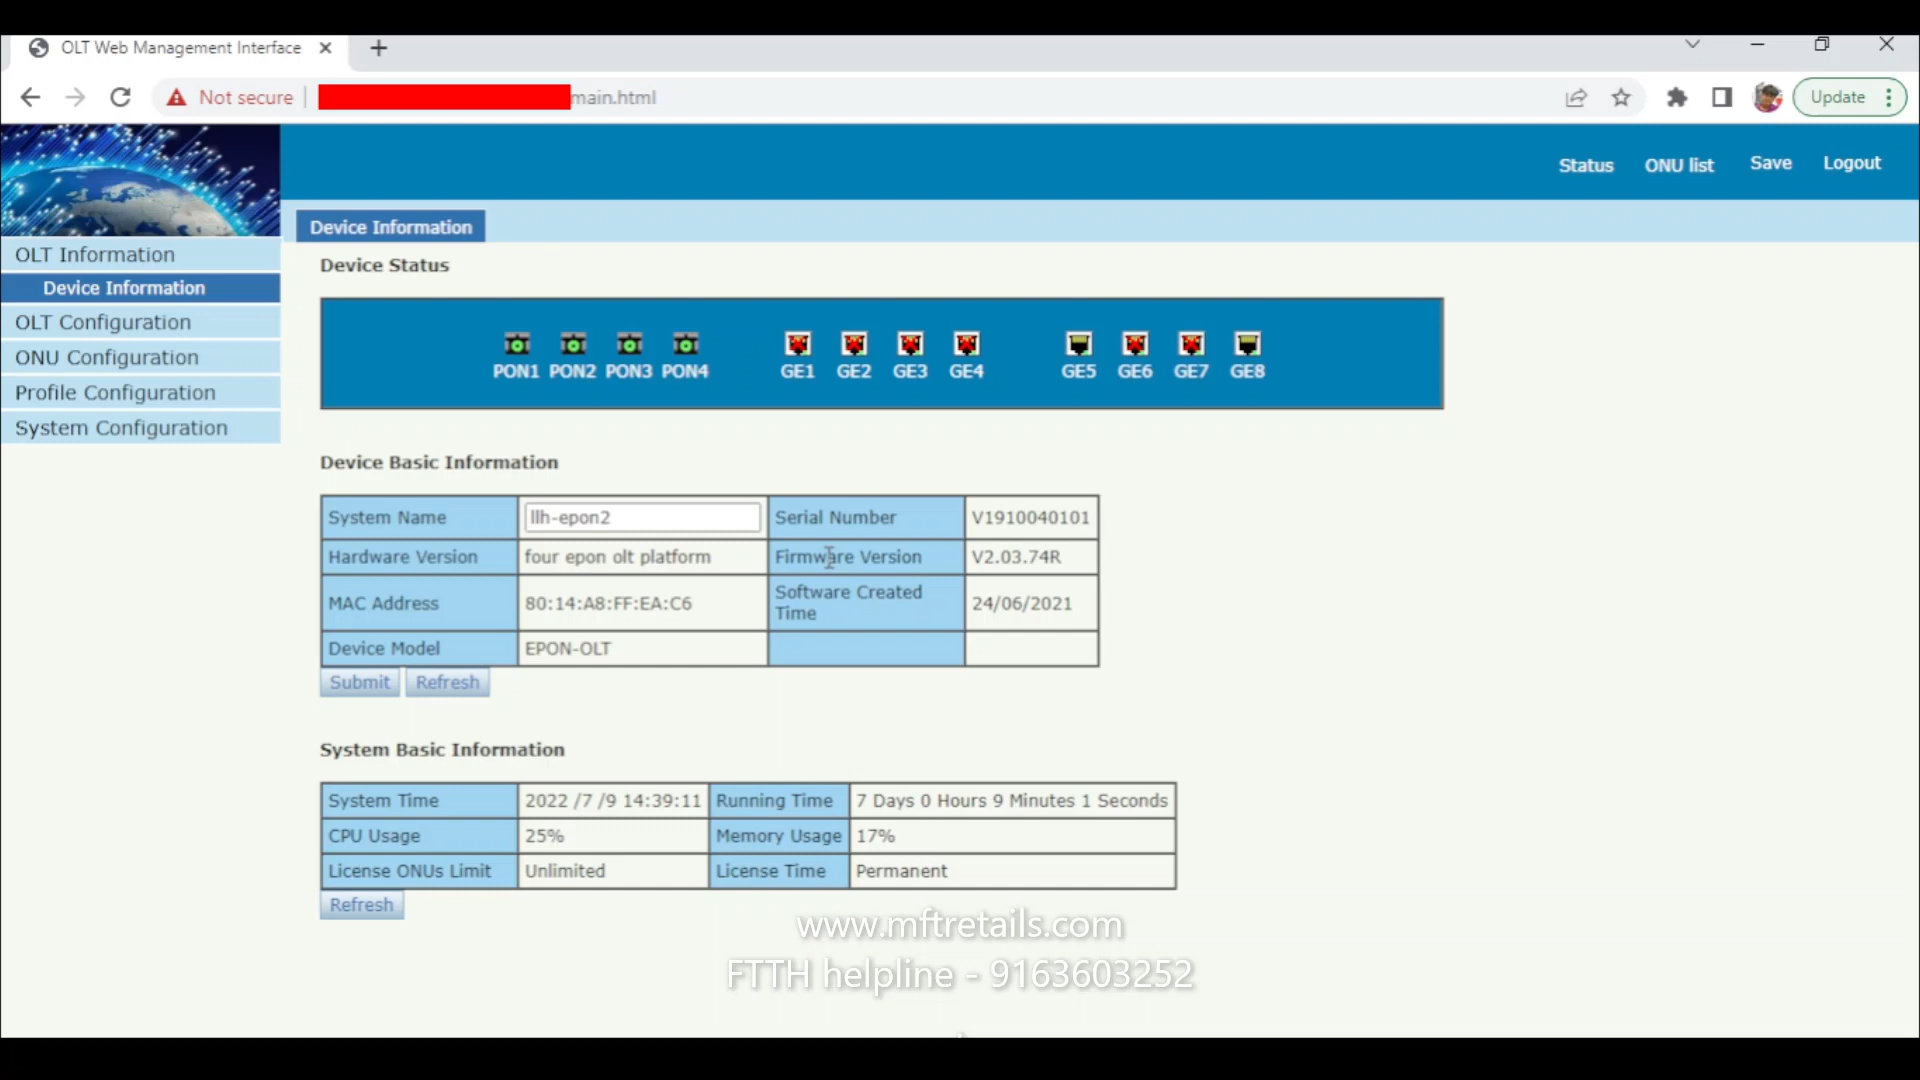 OLT Web Management Interface
Not secure
main.html
Update
Status ONU list Save Logout
Device Information
OLT Information
Device Information
OLT Configuration
ONU Configuration
Profile Configuration
System Configuration
Device Status
PON1 PON2 PON3 PON4 GE1 GE2 GE3 GE4 GE5 GE6 GE7 GE8
Device Basic Information
System Name llh-epon2 Serial Number V1910040101
Hardware Version four epon olt platform Firmware Version V2.03.74R
MAC Address 80:14:A8:FF:EA:C6 Software Created Time 24/06/2021
Device Model EPON-OLT
Submit Refresh
System Basic Information
System Time 2022 /7 /9 14:39:11 Running Time 7 Days 0 Hours 9 Minutes 1 Seconds
CPU Usage 25% Memory Usage 17%
License ONUs Limit Unlimited License Time Permanent
Refresh
www.mftretails.com
FTTH helpline - 9163603252